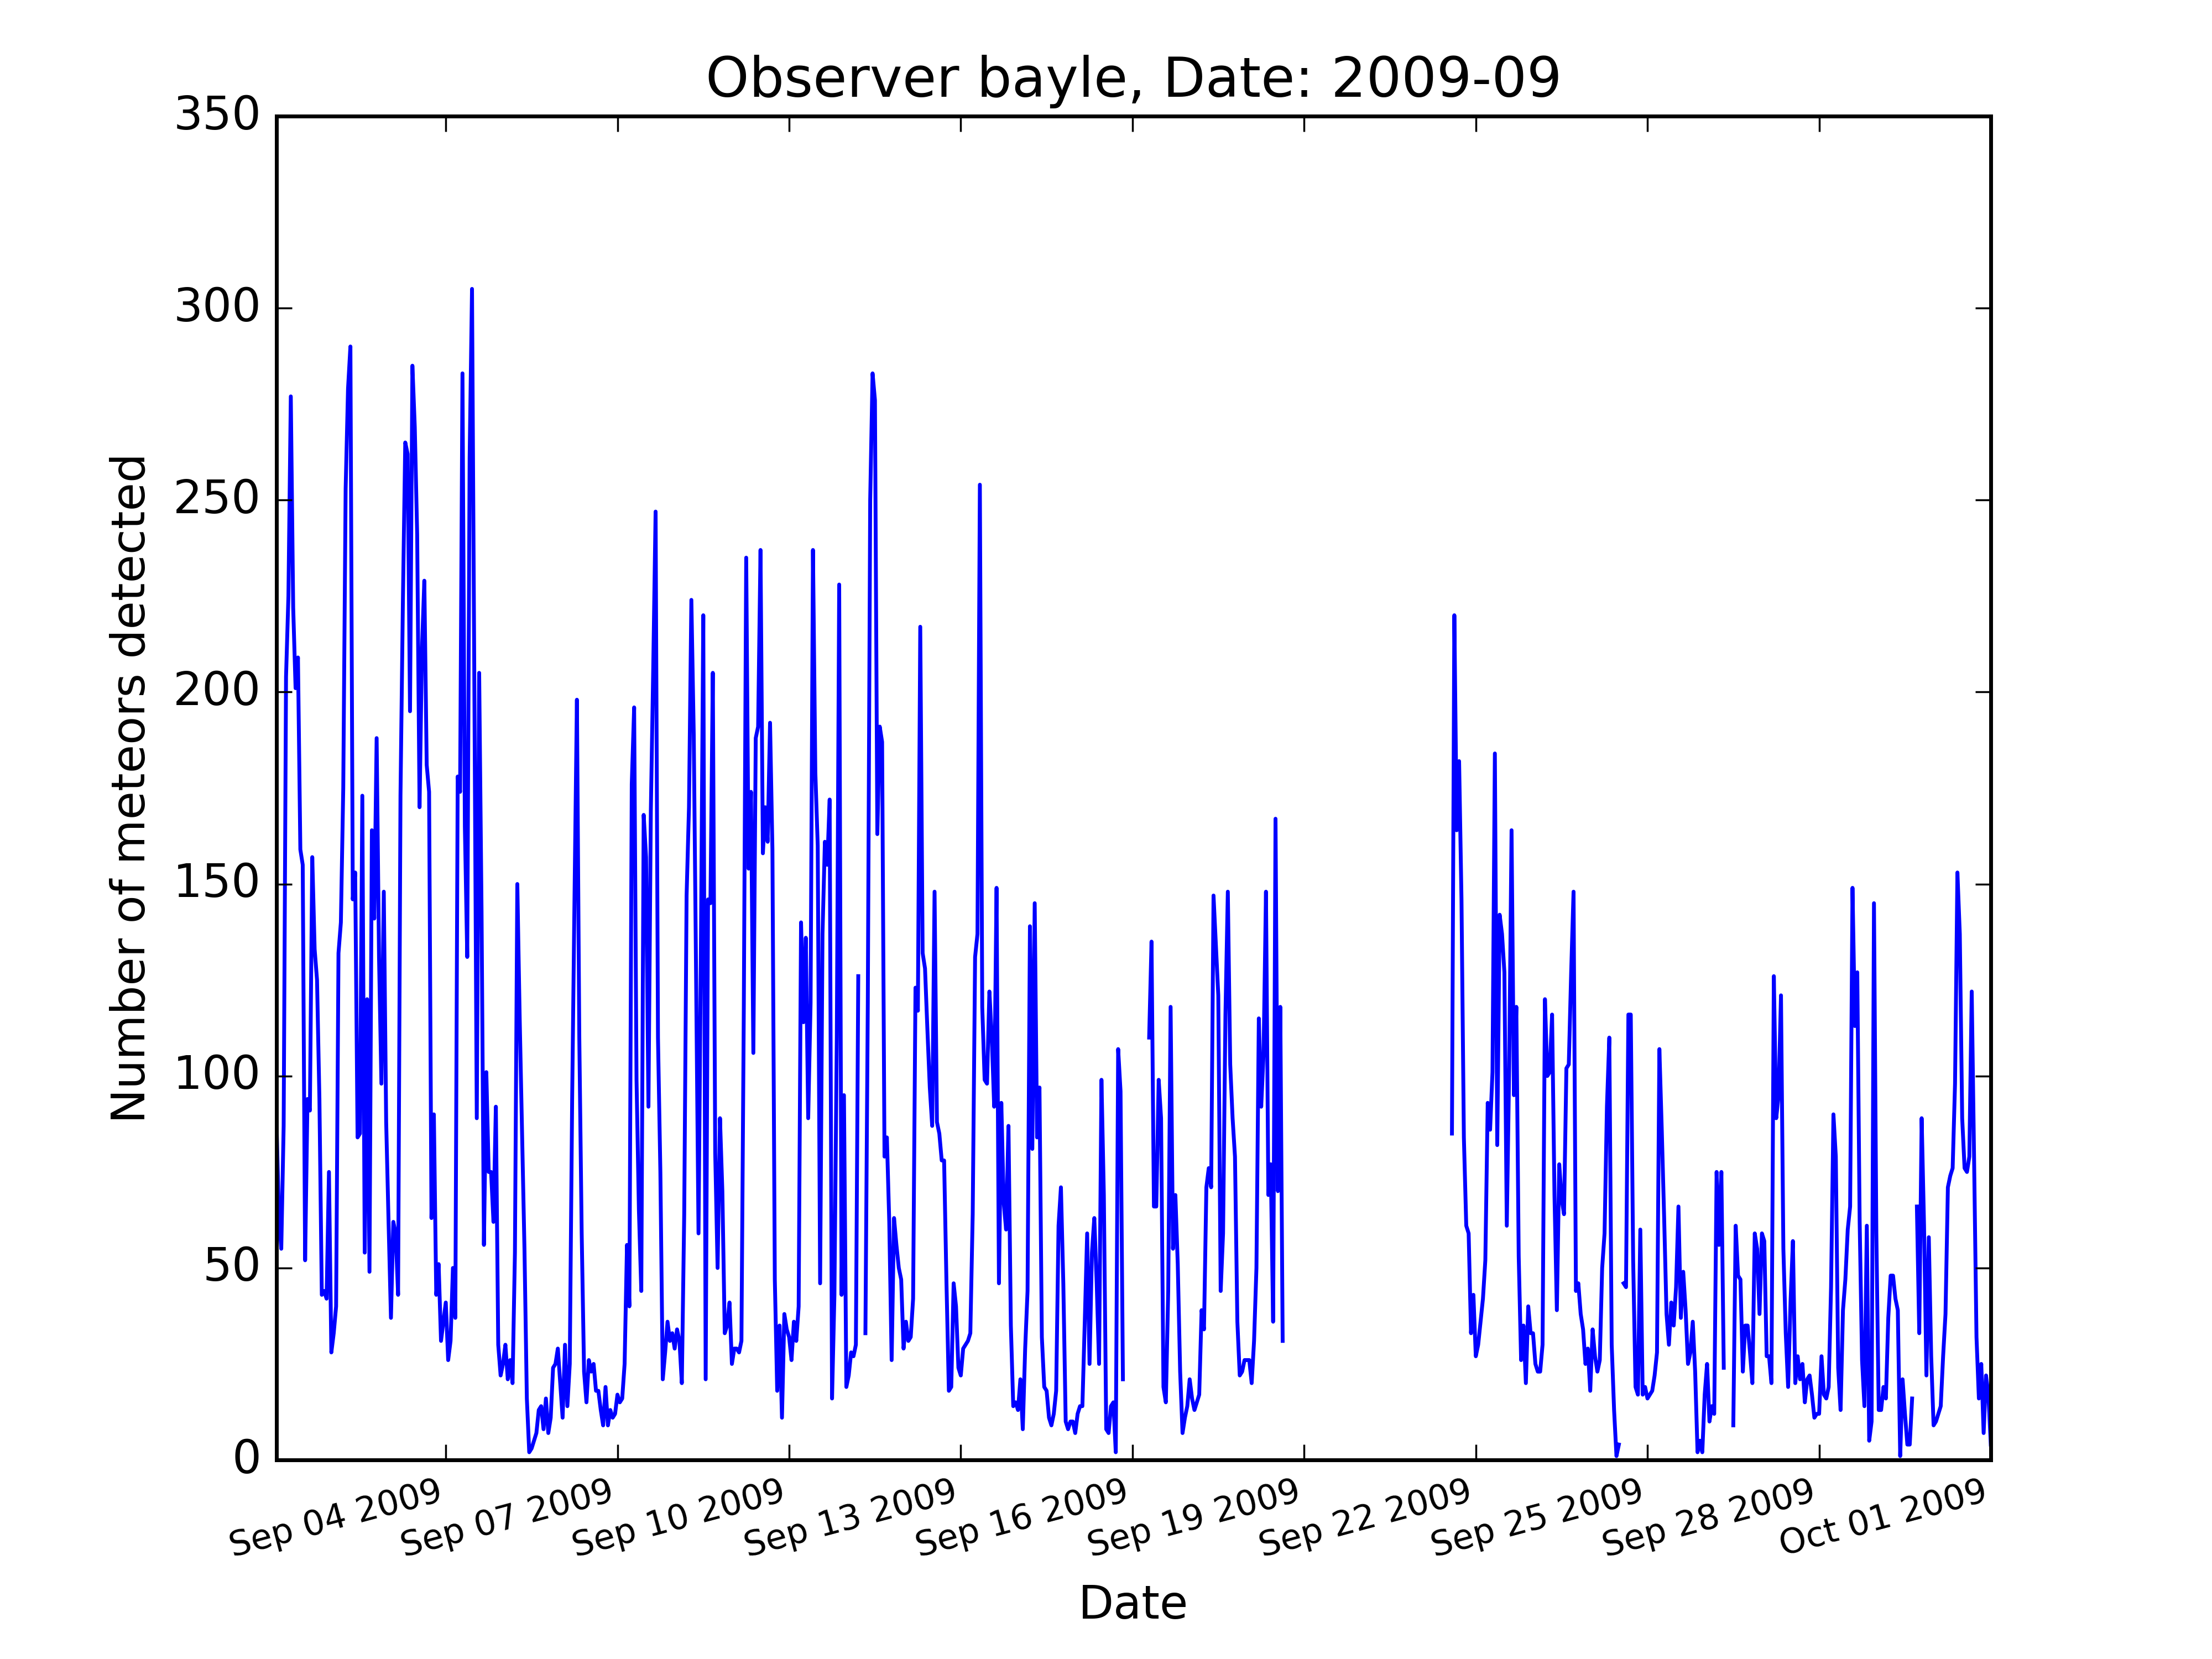 Observer bayle, Date: 2009-09
350
300
250
200
150
100
50
0
Number of meteors detected
Sep 04 2009
Sep 07 2009
Sep 10 2009
Sep 13 2009
Sep 16 2009
Sep 19 2009
Sep 22 2009
Sep 25 2009
Sep 28 2009
Oct 01 2009
Date